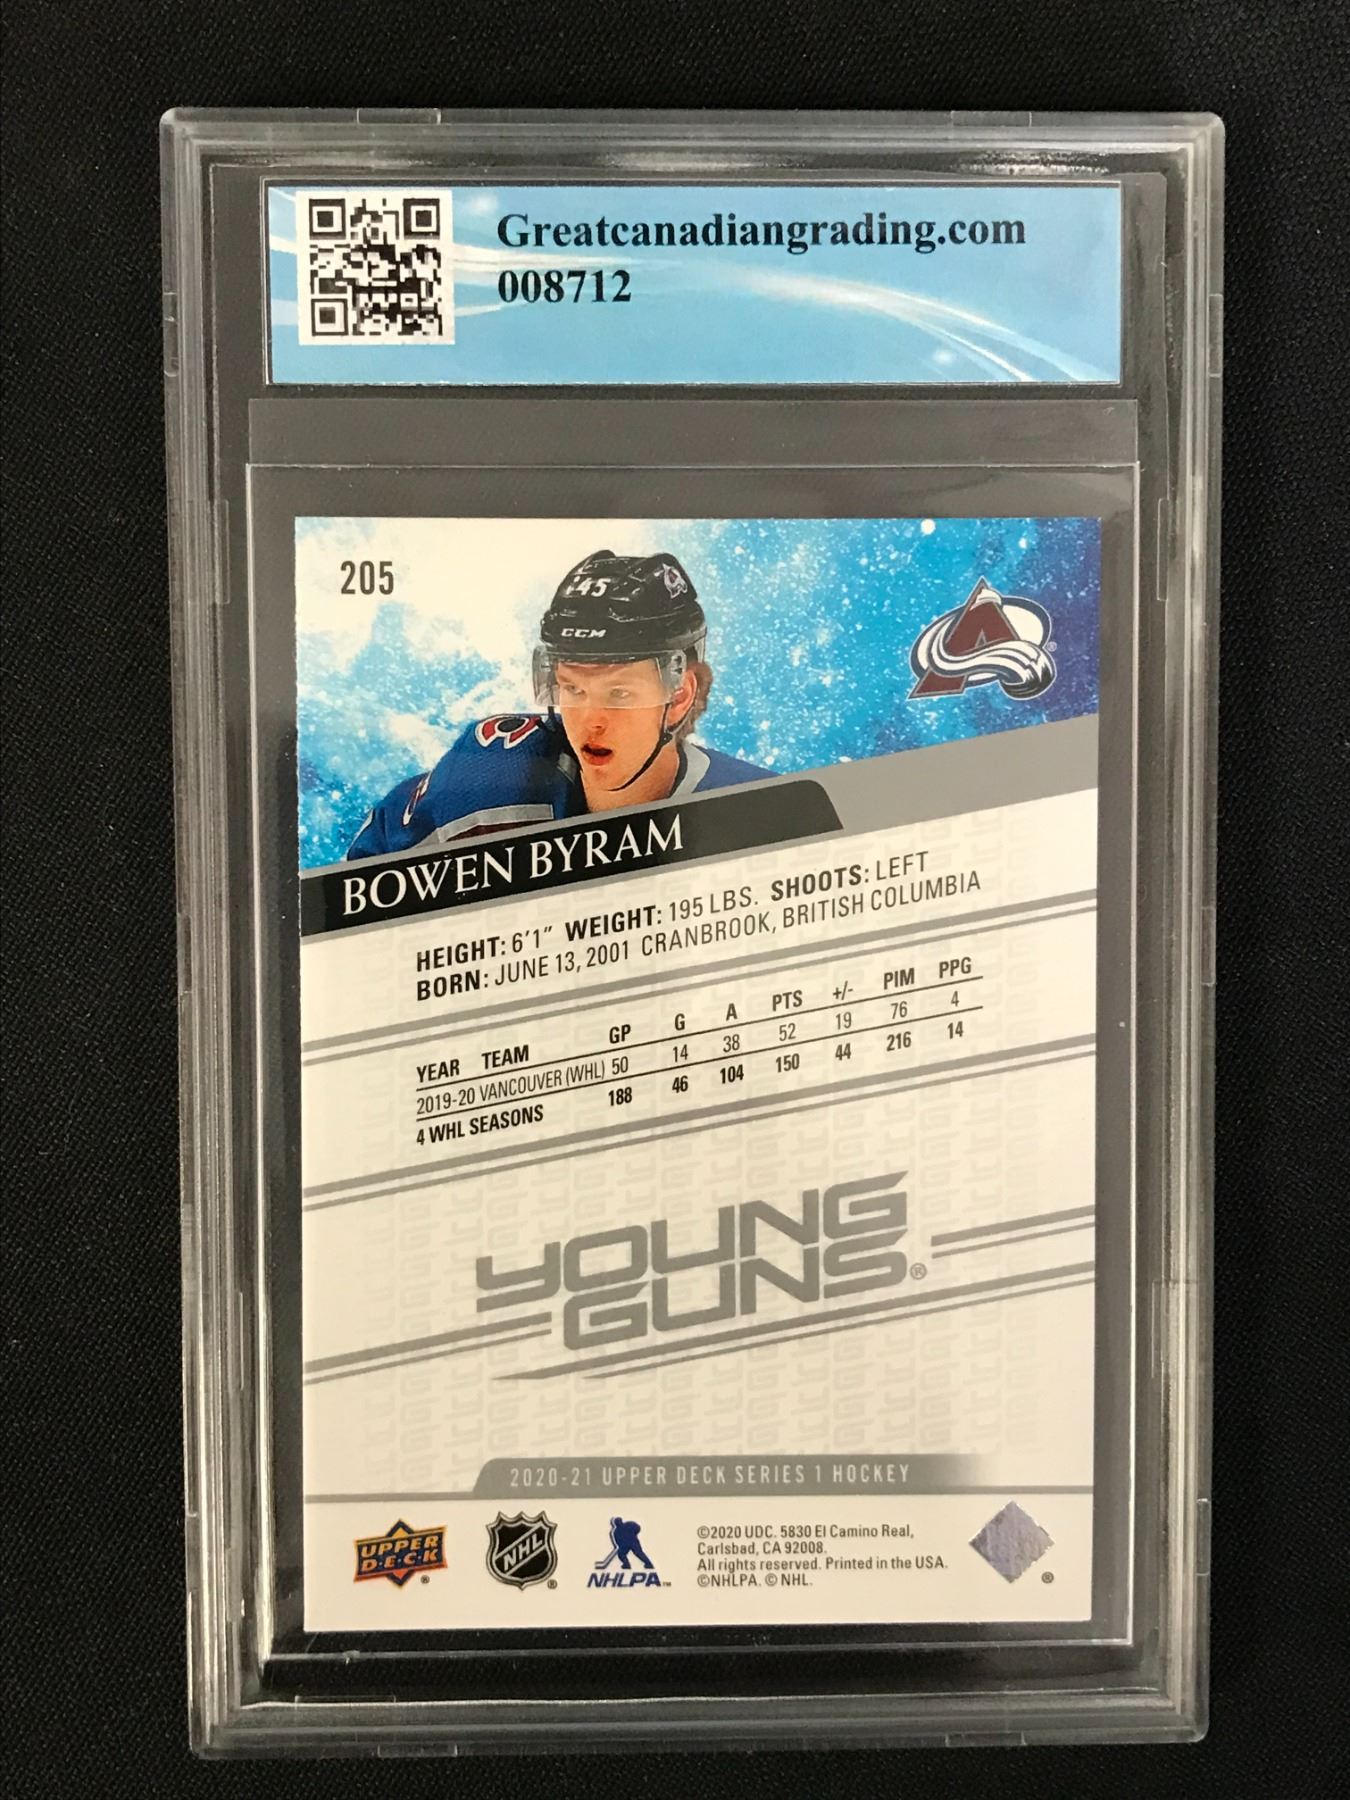 Greatcanadiangrading.com
008712
205
45
CCM
BOWEN BYRAM
HEIGHT: 6'1" WEIGHT: 195 LBS. SHOOTS: LEFT
BORN: JUNE 13, 2001 CRANBROOK, BRITISH COLUMBIA
YEAR TEAM GP G A PTS +/- PIM PPG
2019-20 VANCOUVER (WHL) 50 14 38 52 19 76 4
4 WHL SEASONS 188 46 104 150 44 216 14
YOUNG
GUNS®
2020-21 UPPER DECK SERIES 1 HOCKEY
UPPER
D·E·C·K ®
NHL ®
NHLPA™
©2020 UDC. 5830 El Camino Real,
Carlsbad, CA 92008.
All rights reserved. Printed in the USA.
©NHLPA. © NHL.
®